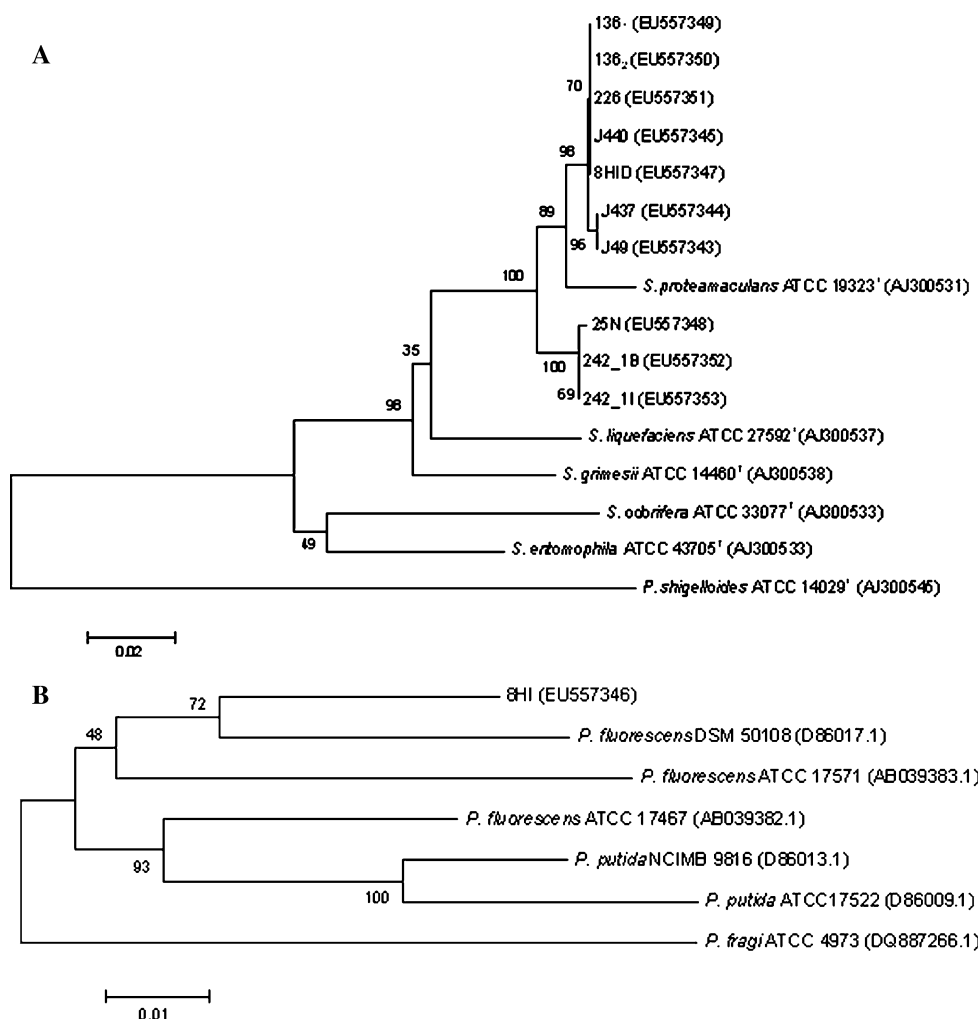 A
136₁ (EU557349)
136₂ (EU557350)
70
226 (EU557351)
J440 (EU557345)
98
8HID (EU557347)
J437 (EU557344)
89
96
J49 (EU557343)
100
S. proteamaculans ATCC 19323ᵀ (AJ300531)
25N (EU557348)
35
100
242_1B (EU557352)
69
242_1I (EU557353)
98
S. liquefaciens ATCC 27592ᵀ (AJ300537)
S. grimesii ATCC 14460ᵀ (AJ300538)
S. odorifera ATCC 33077ᵀ (AJ300533)
49
S. entomophila ATCC 43705ᵀ (AJ300533)
P. shigelloides ATCC 14029ᵀ (AJ300545)
0.02
B
8HI (EU557346)
72
48
P. fluorescens DSM 50108 (D86017.1)
P. fluorescens ATCC 17571 (AB039383.1)
P. fluorescens ATCC 17467 (AB039382.1)
93
P. putida NCIMB 9816 (D86013.1)
100
P. putida ATCC17522 (D86009.1)
P. fragi ATCC 4973 (DQ887266.1)
0.01